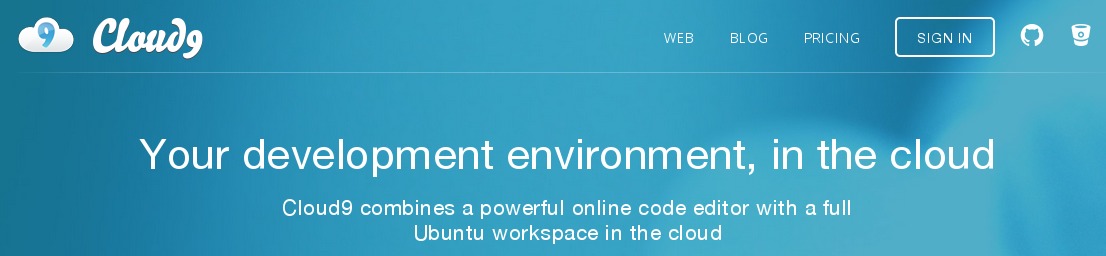 9 Cloud9 WEB BLOG PRICING SIGN IN
Your development environment, in the cloud
Cloud9 combines a powerful online code editor with a full
Ubuntu workspace in the cloud